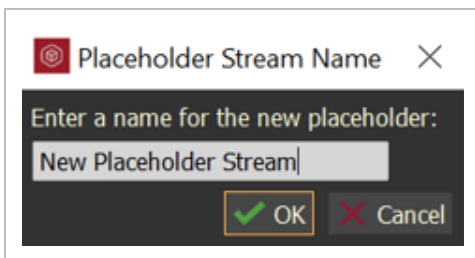 Placeholder Stream Name
Enter a name for the new placeholder:
New Placeholder Stream
OK Cancel